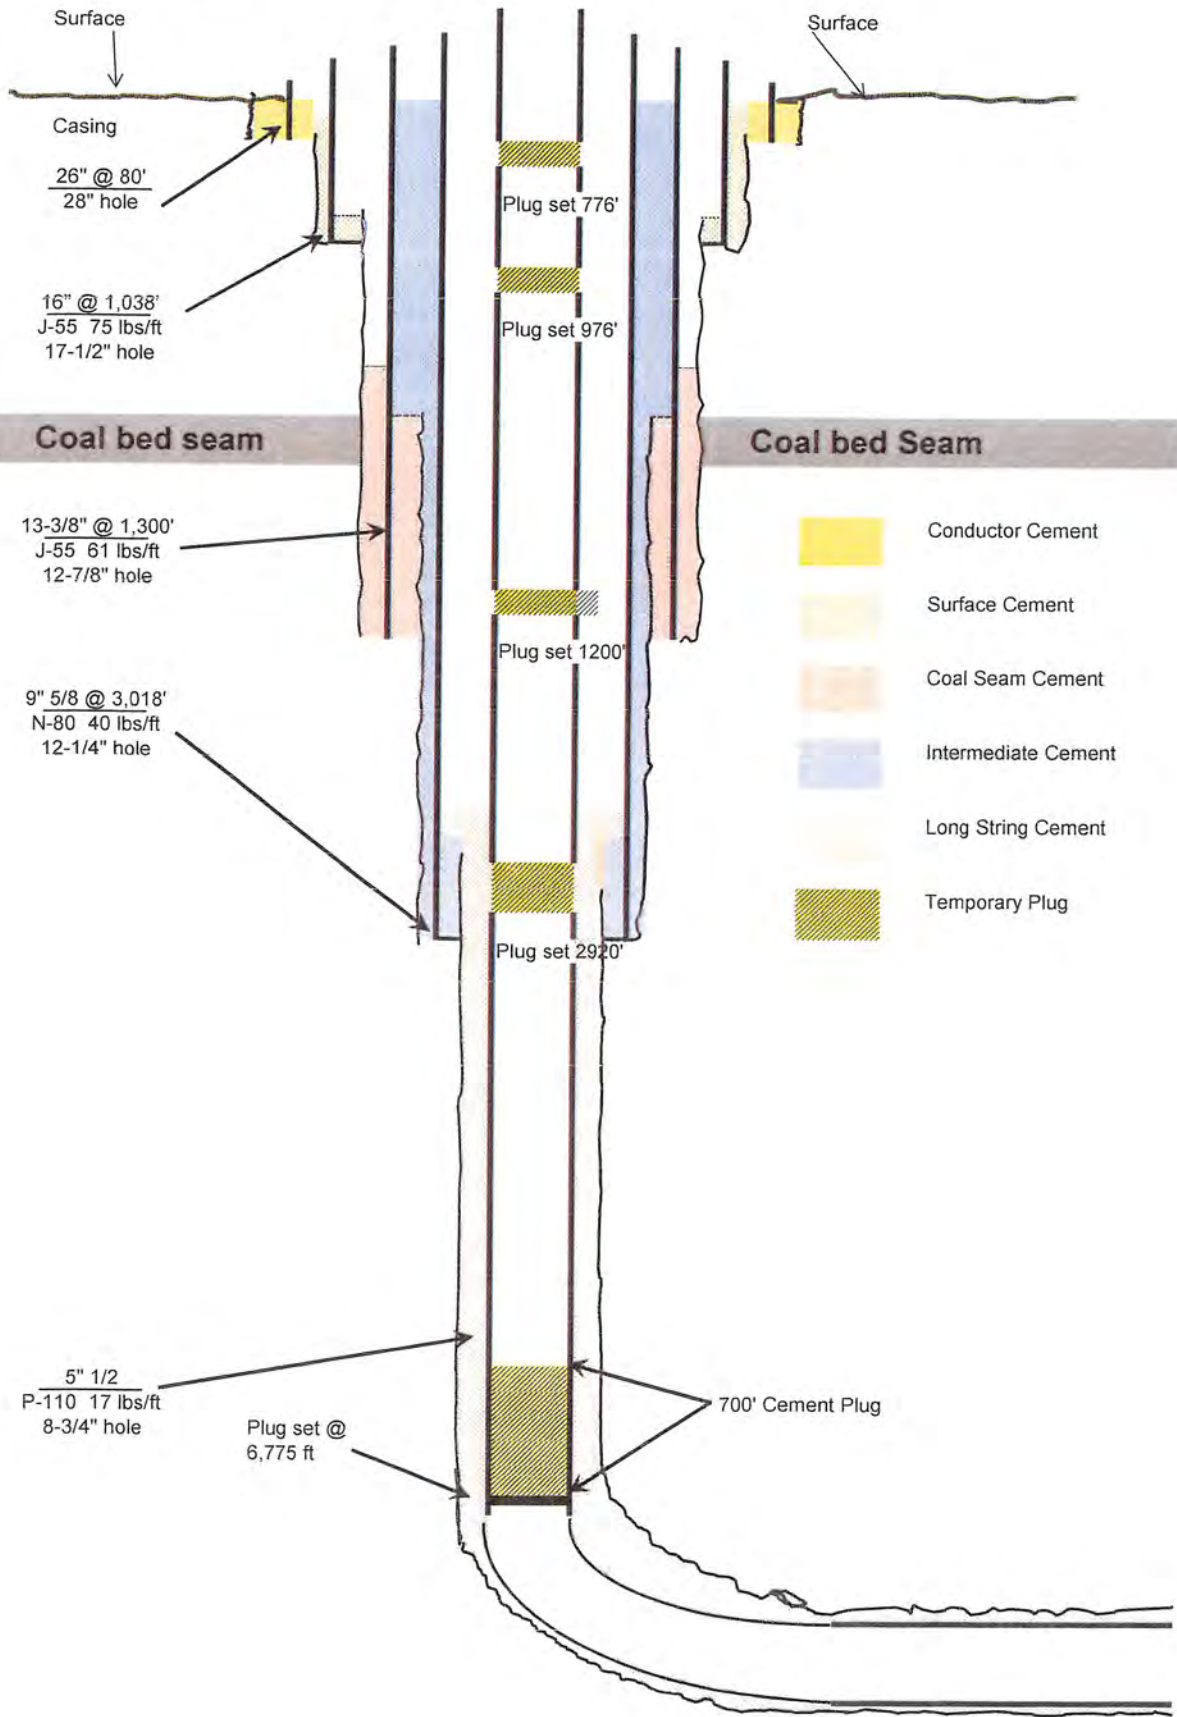 Surface
Surface
Casing
26" @ 80'
28" hole
Plug set 776'
16" @ 1,038'
J-55 75 lbs/ft
17-1/2" hole
Plug set 976'
Coal bed seam
Coal bed Seam
13-3/8" @ 1,300'
J-55 61 lbs/ft
12-7/8" hole
Conductor Cement
Surface Cement
Plug set 1200'
Coal Seam Cement
9" 5/8 @ 3,018'
N-80 40 lbs/ft
12-1/4" hole
Intermediate Cement
Long String Cement
Temporary Plug
Plug set 2920'
5" 1/2
P-110 17 lbs/ft
8-3/4" hole
700' Cement Plug
Plug set @
6,775 ft